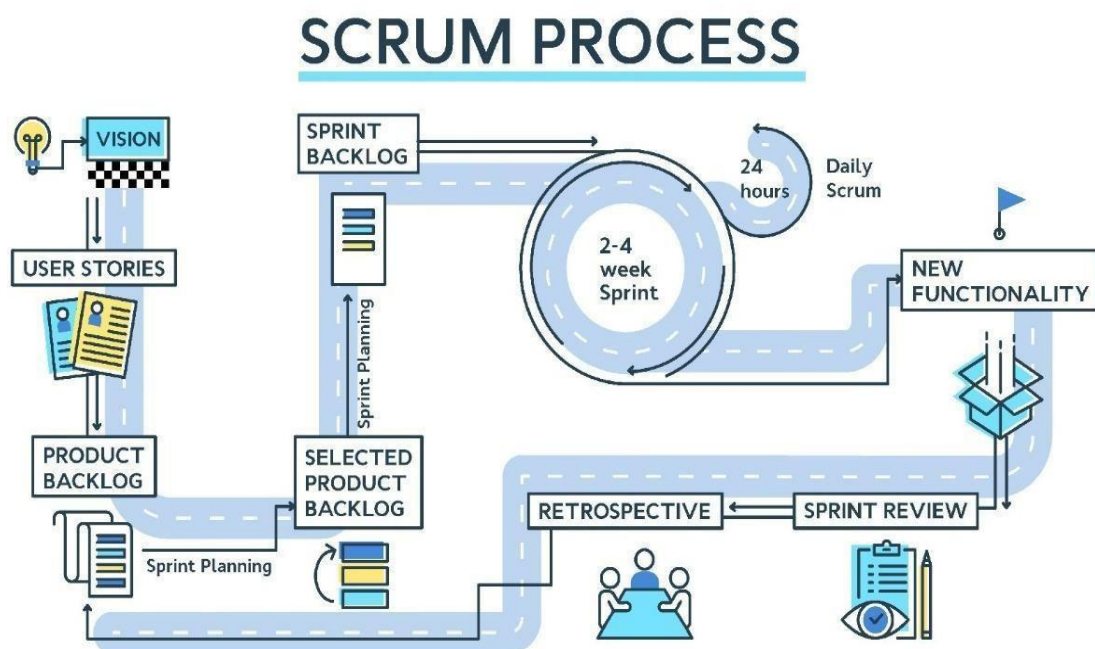 SCRUM PROCESS
VISION
USER STORIES
PRODUCT
BACKLOG
Sprint Planning
SELECTED
PRODUCT
BACKLOG
Sprint Planning
SPRINT
BACKLOG
2-4
week
Sprint
24
hours
Daily
Scrum
NEW
FUNCTIONALITY
SPRINT REVIEW
RETROSPECTIVE